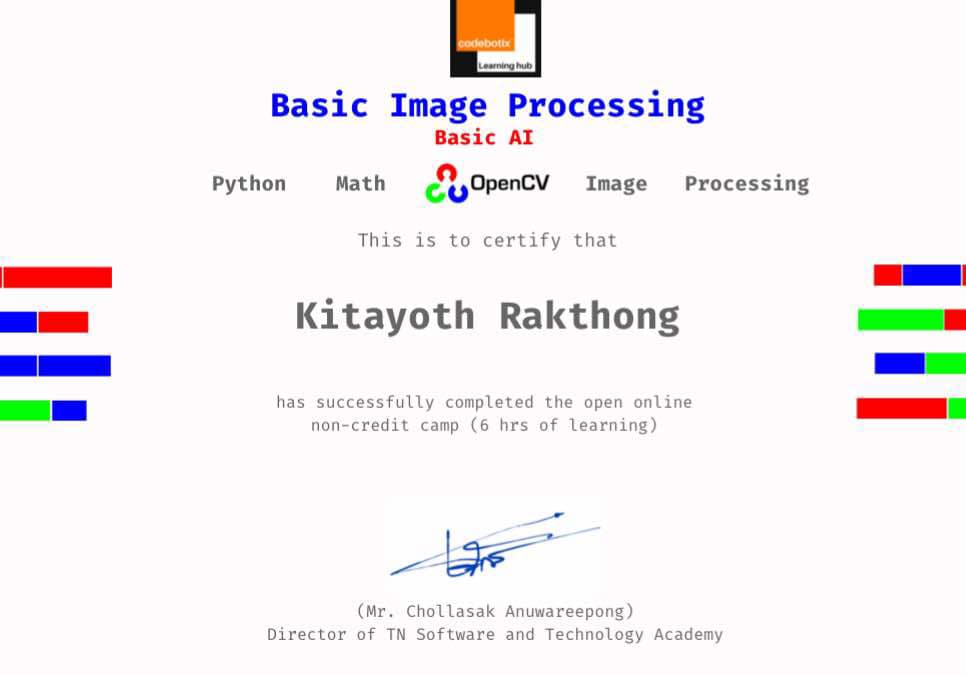 codebotix
Learning hub
Basic Image Processing
Basic AI
Python Math OpenCV Image Processing
This is to certify that
Kitayoth Rakthong
has successfully completed the open online
non-credit camp (6 hrs of learning)
(Mr. Chollasak Anuwareepong)
Director of TN Software and Technology Academy